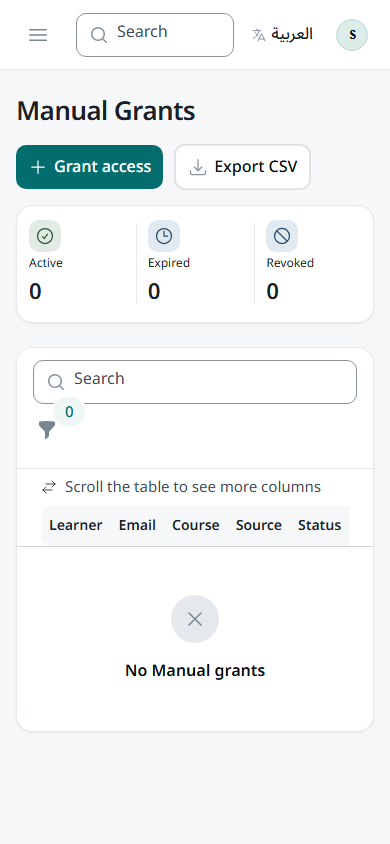 Search
العربية
S
Manual Grants
Grant access
Export CSV
Active
Expired
Revoked
0
0
0
Search
0
Scroll the table to see more columns
Learner Email Course Source Status
No Manual grants